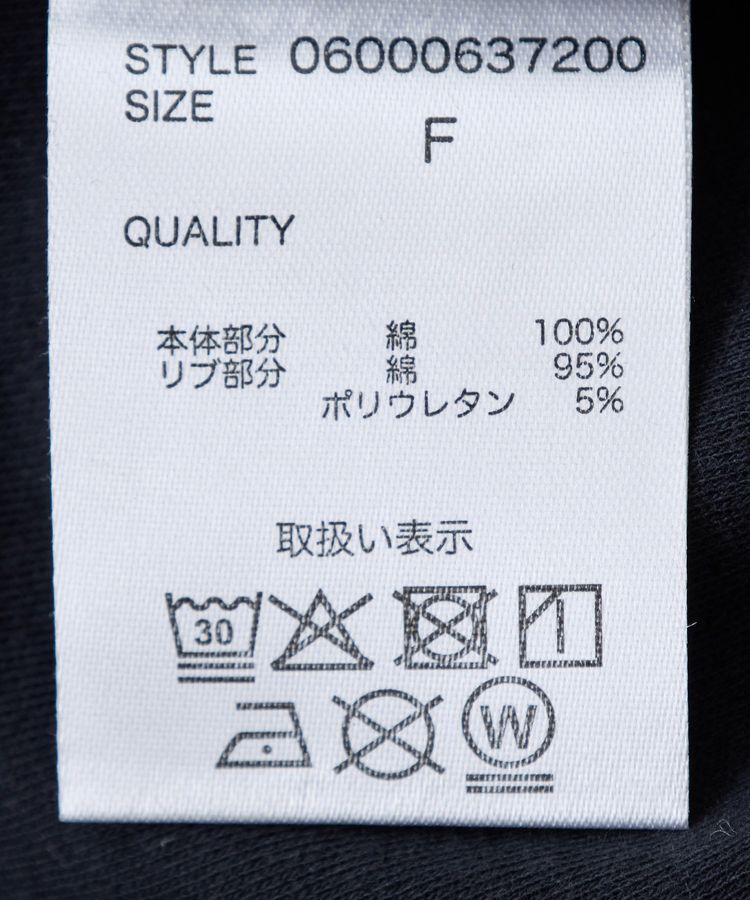 STYLE 06000637200
SIZE
F
QUALITY
本体部分 綿 100%
リブ部分 綿 95%
ポリウレタン 5%
取扱い表示
30
W